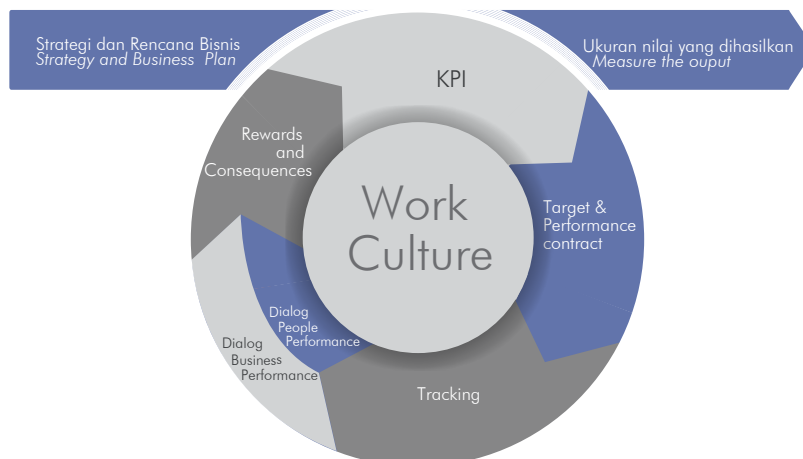 Strategi dan Rencana Bisnis
Strategy and Business Plan
Ukuran nilai yang dihasilkan
Measure the ouput
KPI
Rewards
and
Consequences
Work
Culture
Target &
Performance
contract
Dialog
People
Performance
Dialog
Business
Performance
Tracking